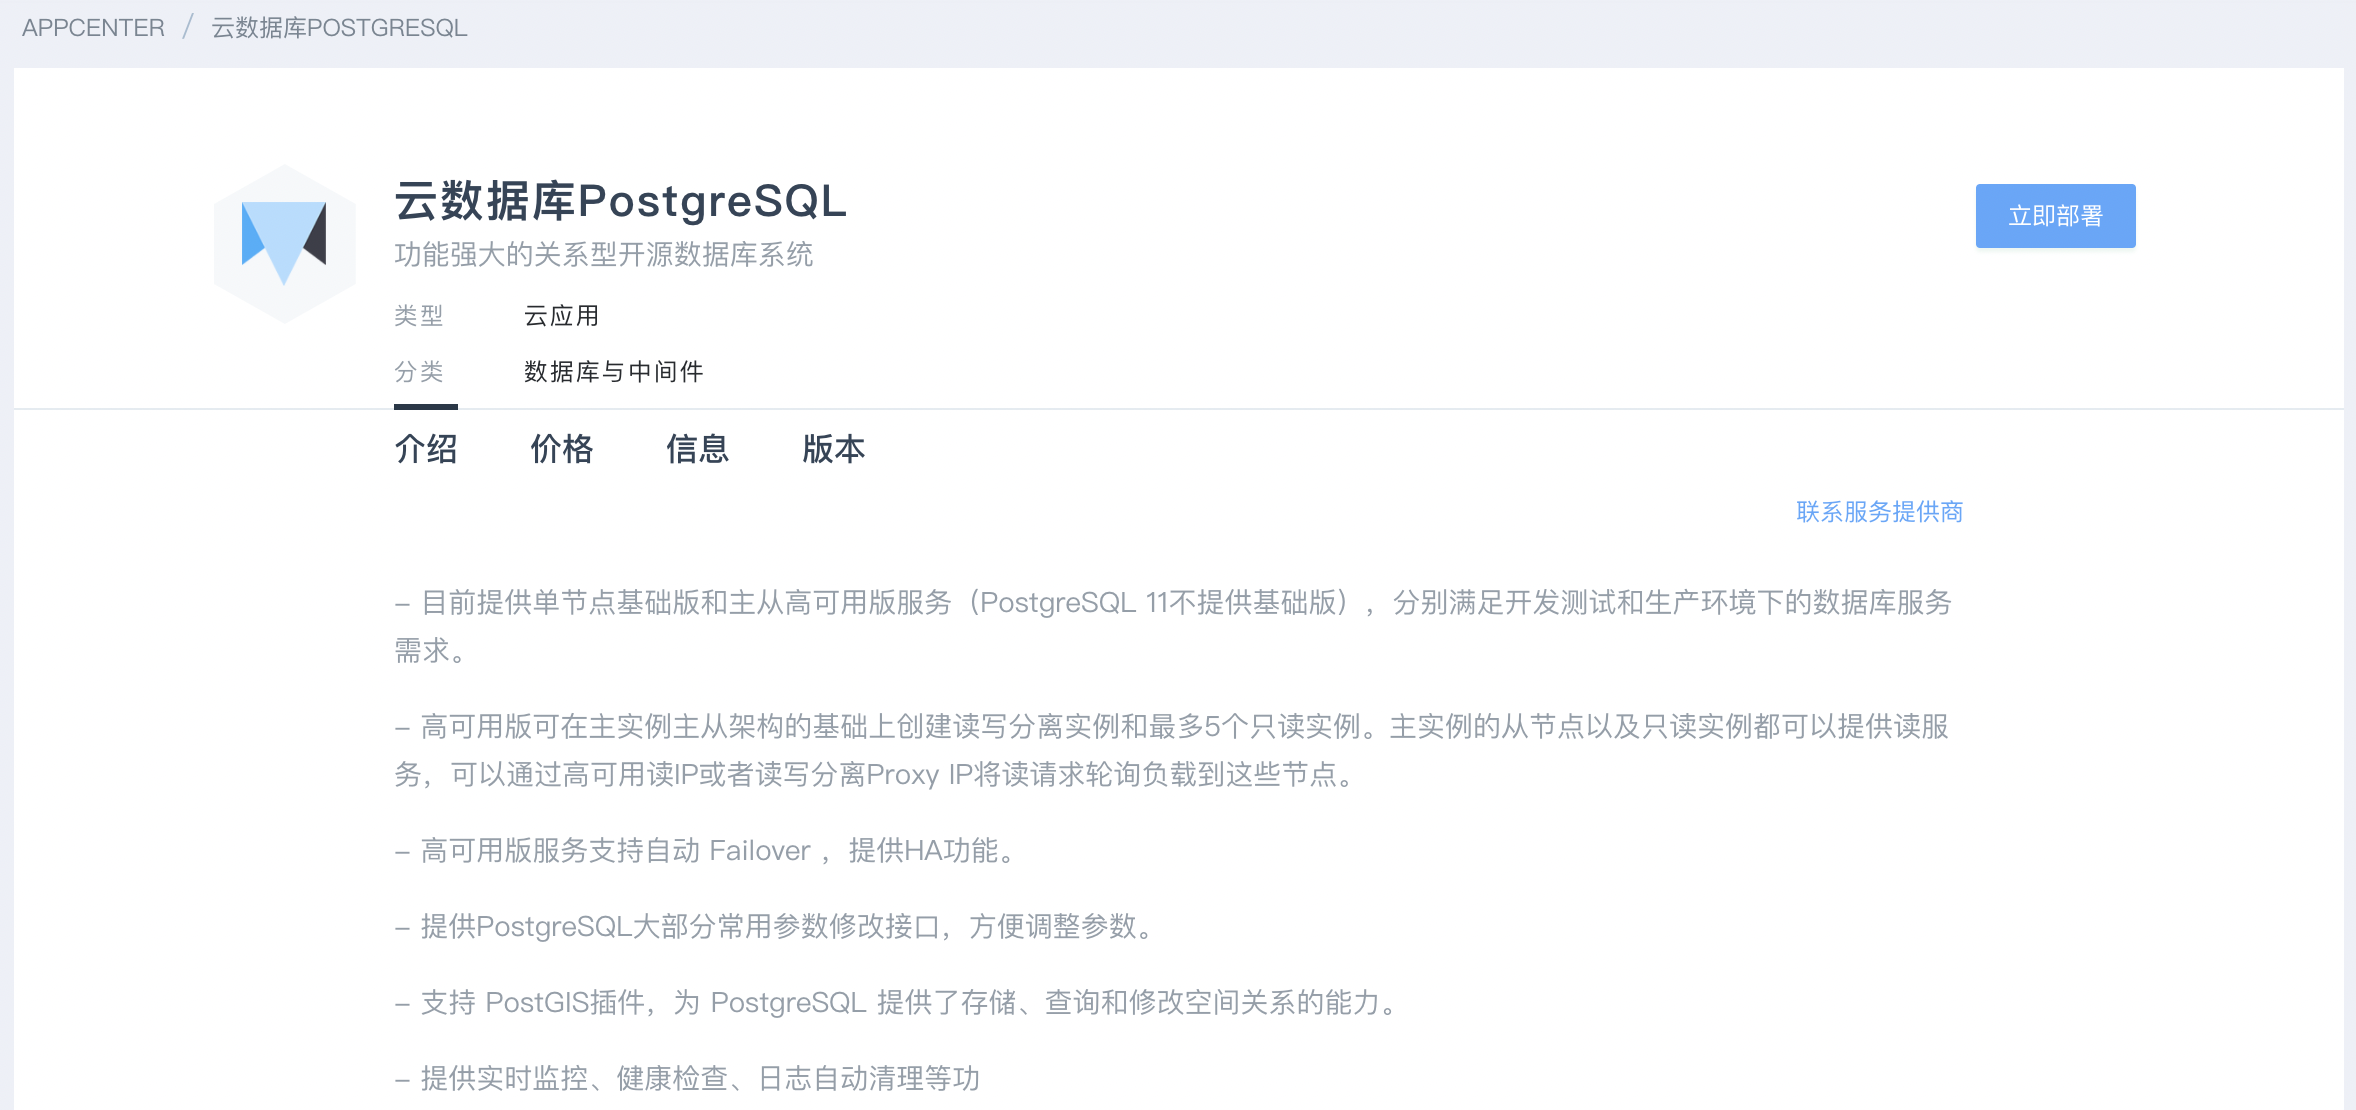 APPCENTER / 云数据库POSTGRESQL
云数据库PostgreSQL
立即部署
功能强大的关系型开源数据库系统
类型 云应用
分类 数据库与中间件
介绍 价格 信息 版本
联系服务提供商
– 目前提供单节点基础版和主从高可用版服务（PostgreSQL 11不提供基础版），分别满足开发测试和生产环境下的数据库服务
需求。
– 高可用版可在主实例主从架构的基础上创建读写分离实例和最多5个只读实例。主实例的从节点以及只读实例都可以提供读服
务，可以通过高可用读IP或者读写分离Proxy IP将读请求轮询负载到这些节点。
– 高可用版服务支持自动 Failover ，提供HA功能。
– 提供PostgreSQL大部分常用参数修改接口，方便调整参数。
– 支持 PostGIS插件，为 PostgreSQL 提供了存储、查询和修改空间关系的能力。
– 提供实时监控、健康检查、日志自动清理等功